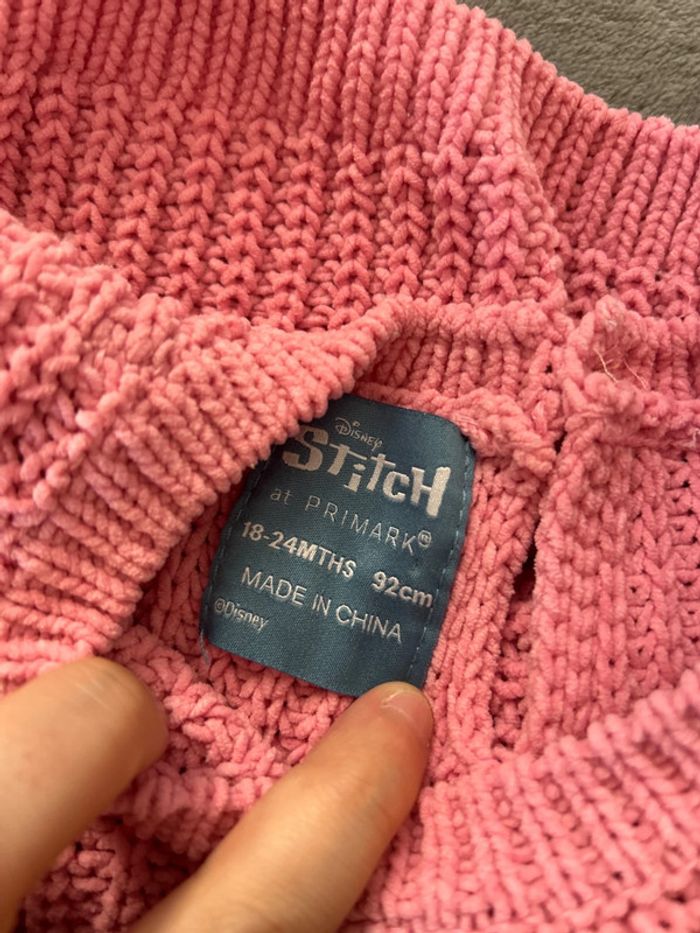 Disney
Stitch
at PRIMARK®
18-24MTHS 92cm
MADE IN CHINA
©Disney